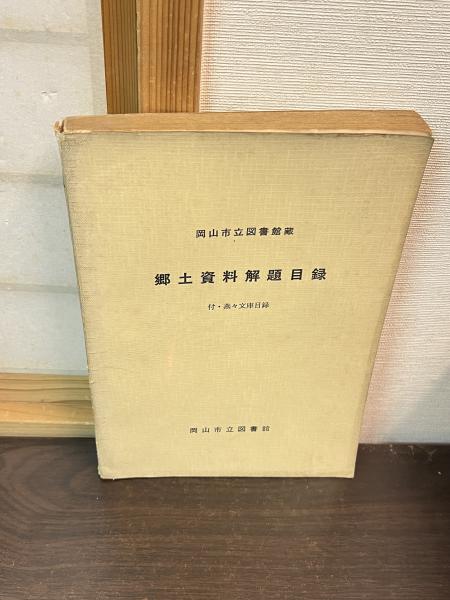 岡山市立図書館蔵
郷土資料解題目録
付・燕々文庫目録
岡山市立図書館